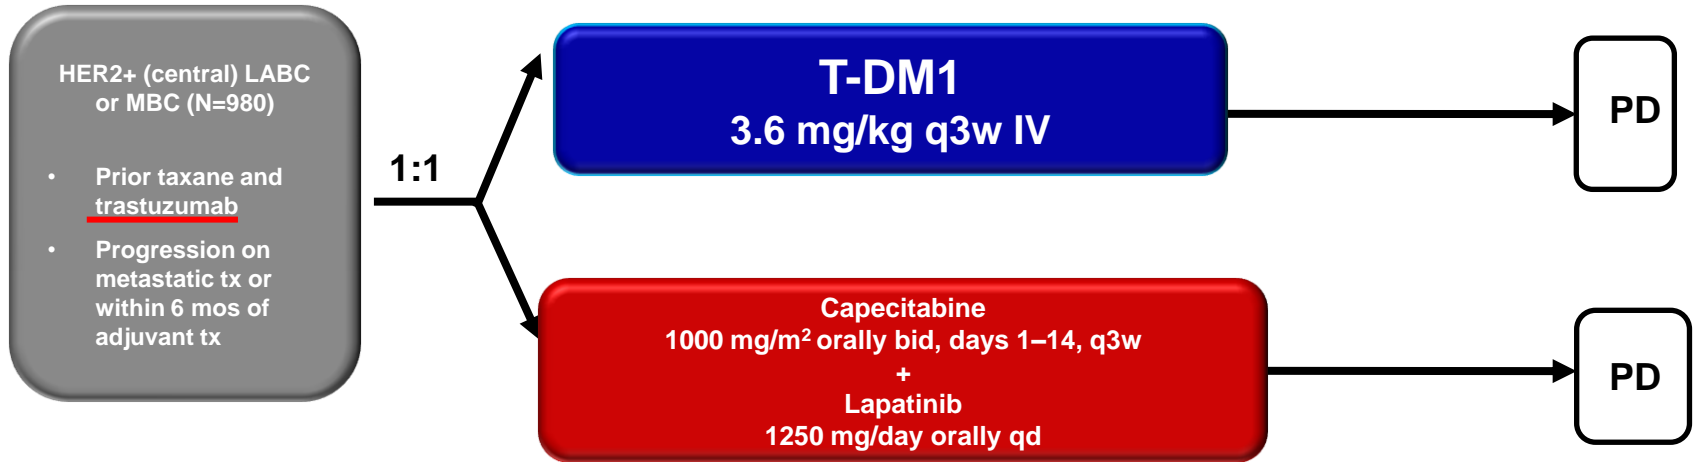 HER2+ (central) LABC
or MBC (N=980)
• Prior taxane and
trastuzumab
• Progression on
metastatic tx or
within 6 mos of
adjuvant tx
1:1
T-DM1
3.6 mg/kg q3w IV
PD
Capecitabine
1000 mg/m² orally bid, days 1–14, q3w
+
Lapatinib
1250 mg/day orally qd
PD